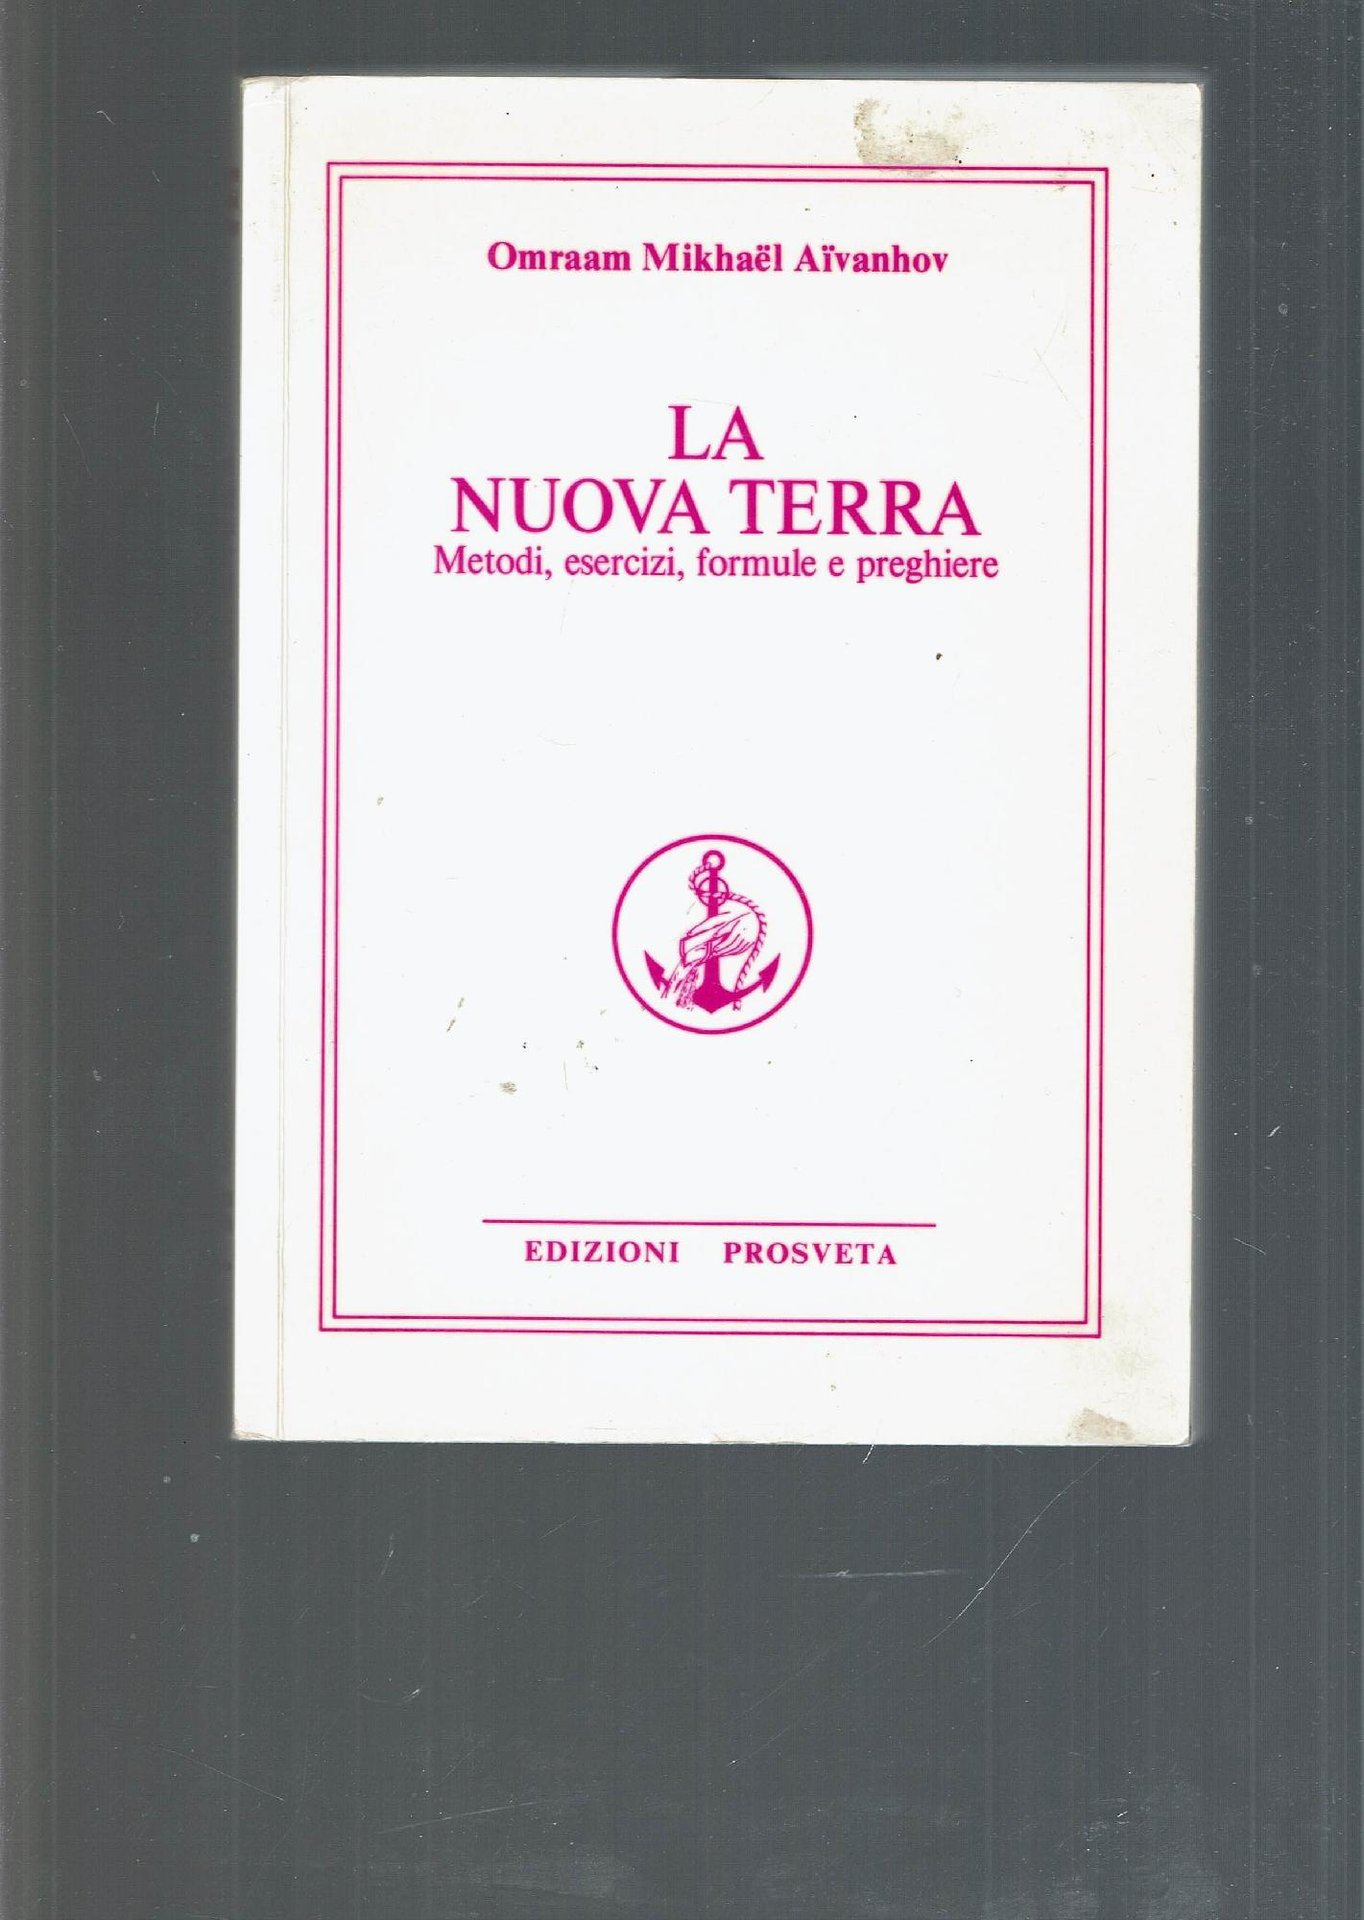 Omraam Mikhaël Aïvanhov
LA
NUOVA TERRA
Metodi, esercizi, formule e preghiere
EDIZIONI PROSVETA